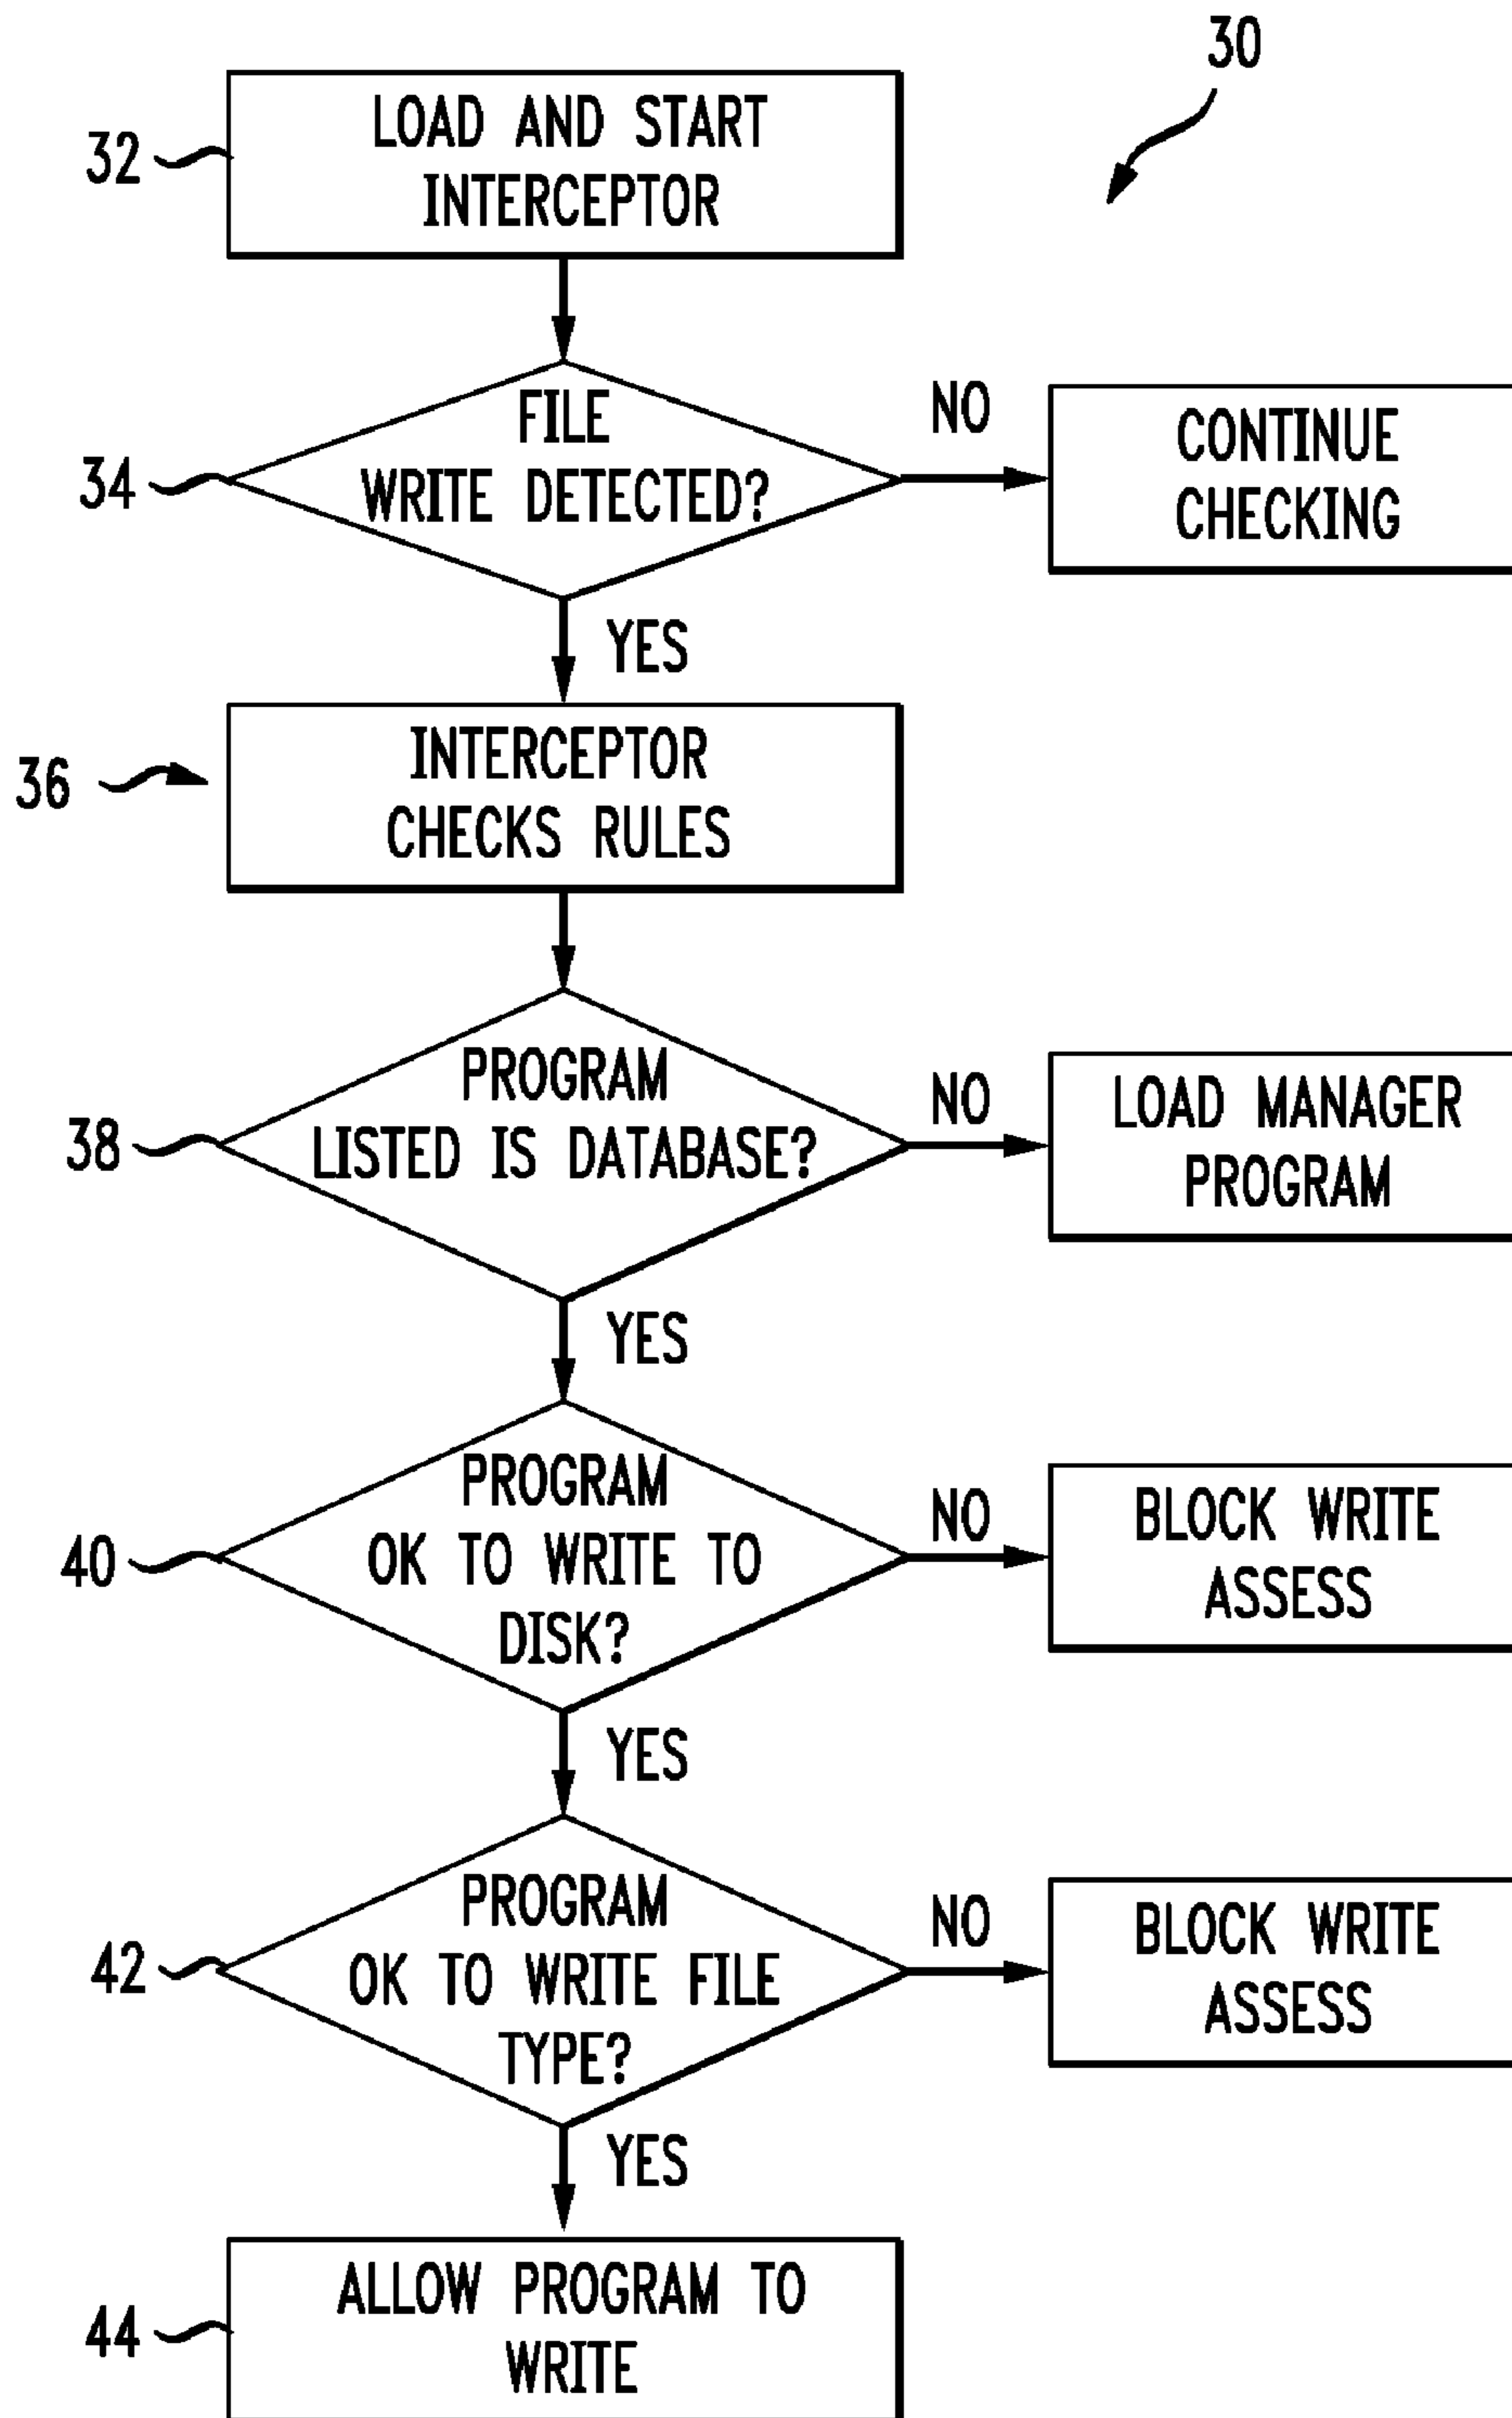 30
32
LOAD AND START
INTERCEPTOR
34
FILE
WRITE DETECTED?
NO
CONTINUE
CHECKING
YES
36
INTERCEPTOR
CHECKS RULES
38
PROGRAM
LISTED IS DATABASE?
NO
LOAD MANAGER
PROGRAM
YES
40
PROGRAM
OK TO WRITE TO
DISK?
NO
BLOCK WRITE
ASSESS
YES
42
PROGRAM
OK TO WRITE FILE
TYPE?
NO
BLOCK WRITE
ASSESS
YES
44
ALLOW PROGRAM TO
WRITE